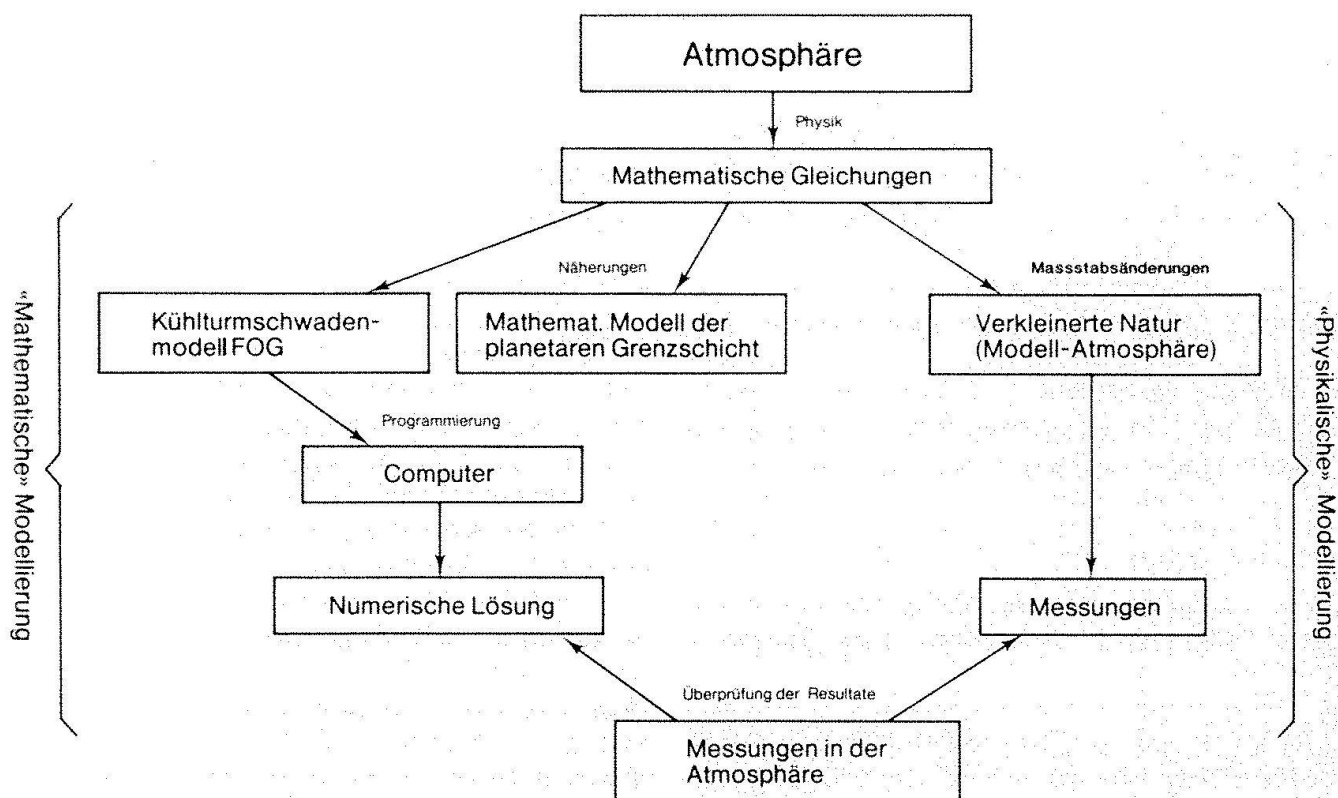 Atmosphäre
Physik
Mathematische Gleichungen
Näherungen
Massstabsänderungen
Kühlturmschwaden-
modell FOG
Mathemat. Modell der
planetaren Grenzschicht
Verkleinerte Natur
(Modell-Atmosphäre)
«Mathematische» Modellierung
«Physikalische» Modellierung
Programmierung
Computer
Numerische Lösung
Messungen
Überprüfung der Resultate
Messungen in der
Atmosphäre